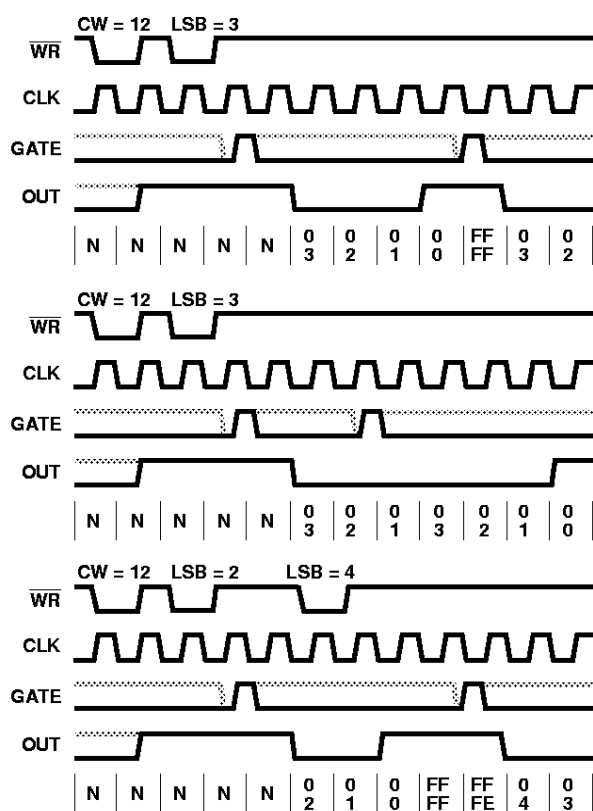 CW = 12 LSB = 3
WR
CLK
GATE
OUT
N N N N N 0 0 0 0 FF 0 0
3 2 1 0 FF 3 2
CW = 12 LSB = 3
WR
CLK
GATE
OUT
N N N N N 0 0 0 0 0 0 0
3 2 1 3 2 1 0
CW = 12 LSB = 2 LSB = 4
WR
CLK
GATE
OUT
N N N N N 0 0 0 FF FF 0 0
2 1 0 FF FE 4 3